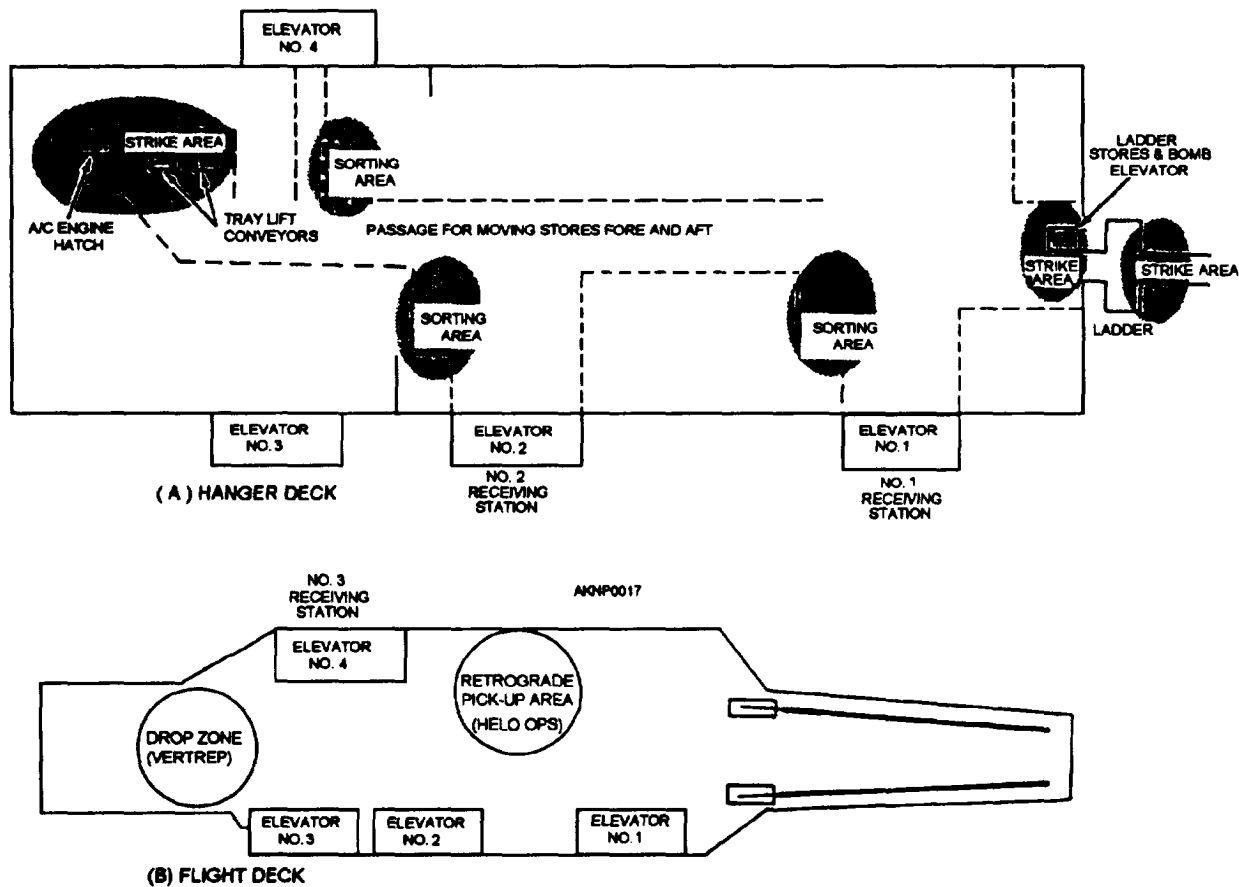 ELEVATOR
NO. 4
STRIKE AREA
SORTING
AREA
LADDER
STORES & BOMB
ELEVATOR
A/C ENGINE
HATCH
TRAY LIFT
CONVEYORS
PASSAGE FOR MOVING STORES FORE AND AFT
STRIKE
AREA
STRIKE AREA
SORTING
AREA
SORTING
AREA
LADDER
ELEVATOR
NO. 3
ELEVATOR
NO. 2
ELEVATOR
NO. 1
NO. 2
RECEIVING
STATION
NO. 1
RECEIVING
STATION
( A ) HANGER DECK
NO. 3
RECEIVING
STATION
AKNP0017
ELEVATOR
NO. 4
RETROGRADE
PICK-UP AREA
(HELO OPS)
DROP ZONE
(VERTREP)
ELEVATOR
NO. 3
ELEVATOR
NO. 2
ELEVATOR
NO. 1
(B) FLIGHT DECK